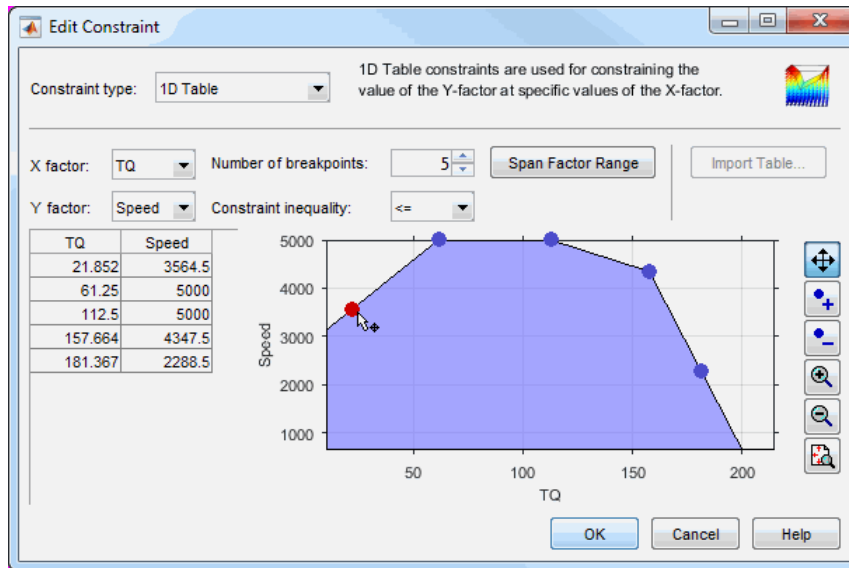 Edit Constraint
Constraint type: 1D Table
1D Table constraints are used for constraining the
value of the Y-factor at specific values of the X-factor.
X factor: TQ Number of breakpoints: 5 Span Factor Range Import Table...
Y factor: Speed Constraint inequality: <=
TQ Speed
21.852 3564.5
61.25 5000
112.5 5000
157.664 4347.5
181.367 2288.5
5000
4000
3000
2000
1000
Speed
50 100 150 200
TQ
OK Cancel Help